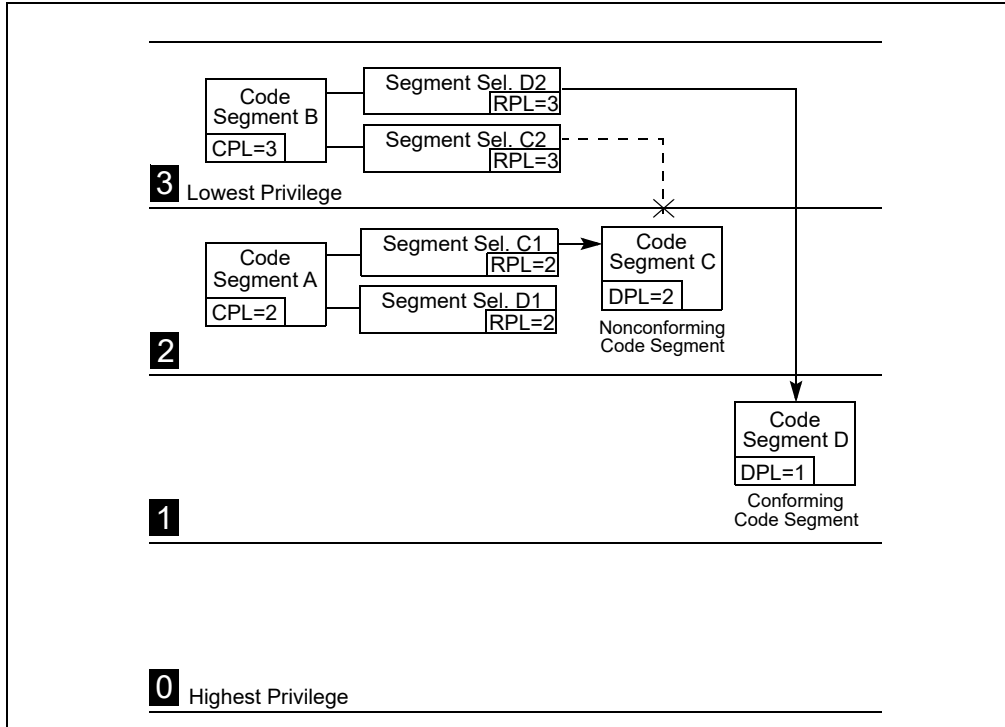 Code
Segment B
CPL=3
Segment Sel. D2
RPL=3
Segment Sel. C2
RPL=3
3 Lowest Privilege
Code
Segment A
CPL=2
Segment Sel. C1
RPL=2
Segment Sel. D1
RPL=2
Code
Segment C
DPL=2
Nonconforming
Code Segment
2
Code
Segment D
DPL=1
Conforming
Code Segment
1
0 Highest Privilege